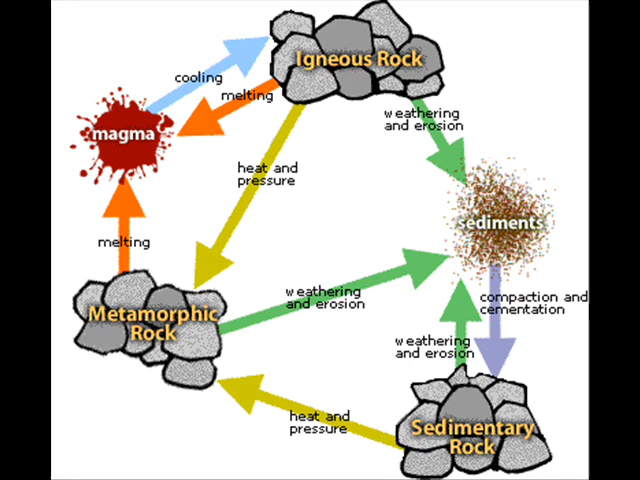 Igneous Rock
cooling
melting
weathering
and erosion
magma
heat and
pressure
sediments
melting
weathering
and erosion
compaction and
cementation
Metamorphic
Rock
weathering
and erosion
heat and
pressure
Sedimentary
Rock